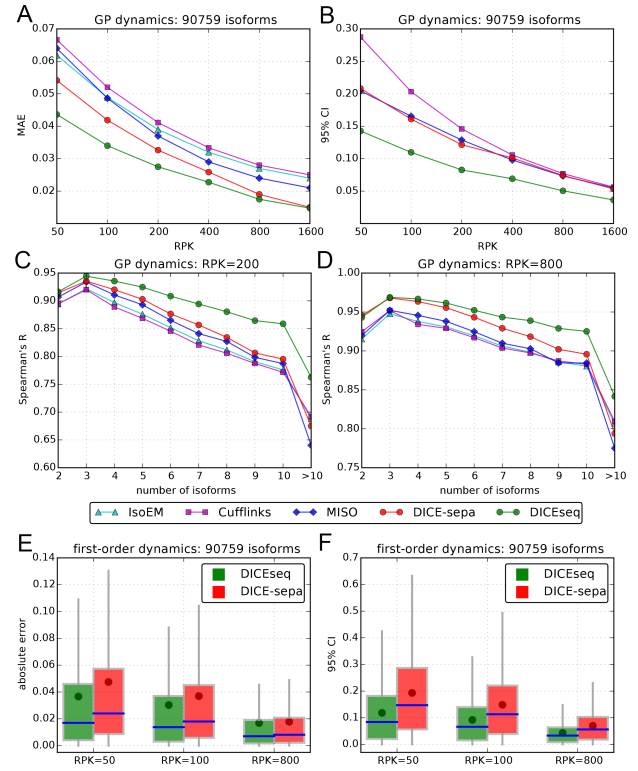 A
GP dynamics: 90759 isoforms
0.07
0.06
0.05
0.04
0.03
0.02
MAE
50
100
200
400
800
1600
RPK
B
GP dynamics: 90759 isoforms
0.30
0.25
0.20
0.15
0.10
0.05
95% CI
50
100
200
400
800
1600
RPK
C
GP dynamics: RPK=200
0.95
0.90
0.85
0.80
0.75
0.70
0.65
0.60
Spearman's R
2
3
4
5
6
7
8
9
10
>10
number of isoforms
D
GP dynamics: RPK=800
1.00
0.95
0.90
0.85
0.80
0.75
Spearman's R
2
3
4
5
6
7
8
9
10
>10
number of isoforms
IsoEM
Cufflinks
MISO
DICE-sepa
DICEseq
E
first-order dynamics: 90759 isoforms
0.14
0.12
0.10
0.08
0.06
0.04
0.02
0.00
aboslute error
DICEseq
DICE-sepa
RPK=50
RPK=100
RPK=800
F
first-order dynamics: 90759 isoforms
0.7
0.6
0.5
0.4
0.3
0.2
0.1
0.0
95% CI
DICEseq
DICE-sepa
RPK=50
RPK=100
RPK=800